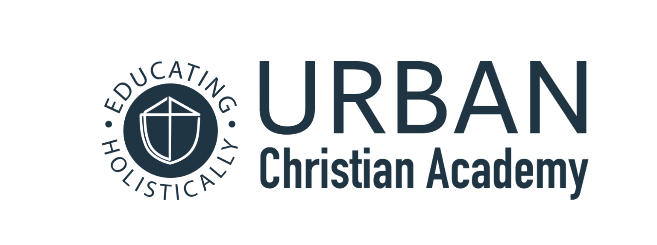 EDUCATING
HOLISTICALLY
URBAN
Christian Academy